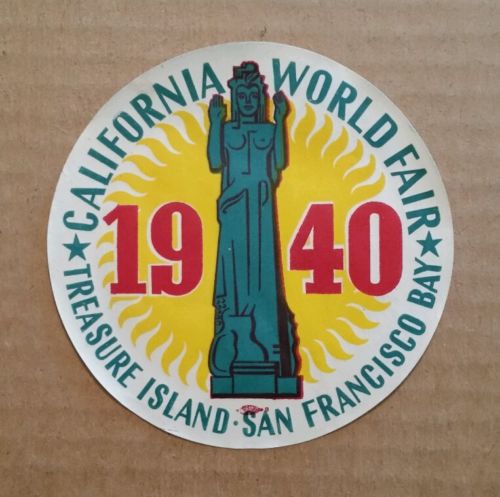 CALIFORNIA WORLD FAIR
1940
★ TREASURE ISLAND · SAN FRANCISCO BAY ★